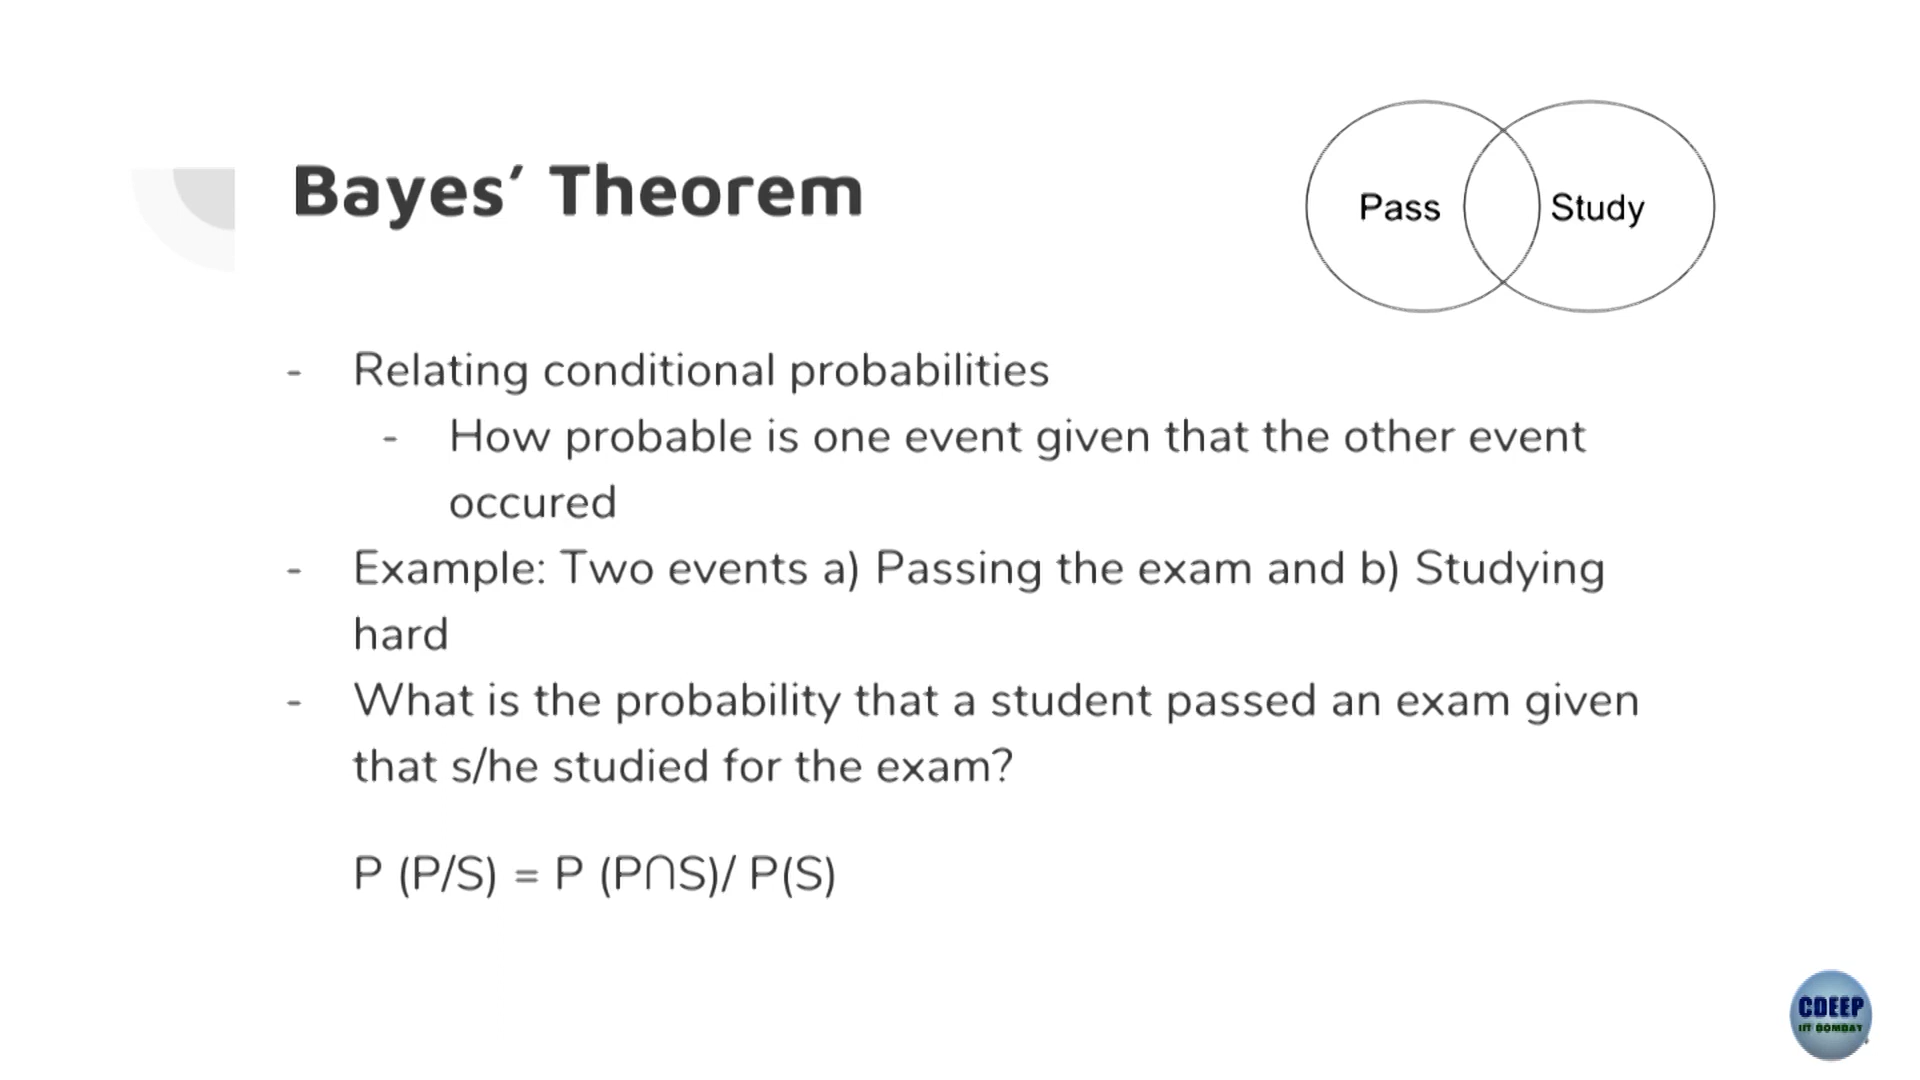 Bayes’ Theorem
Pass
Study
- Relating conditional probabilities
- How probable is one event given that the other event
occured
- Example: Two events a) Passing the exam and b) Studying
hard
- What is the probability that a student passed an exam given
that s/he studied for the exam?
P (P/S) = P (P∩S)/ P(S)
CDEEP
IIT BOMBAY